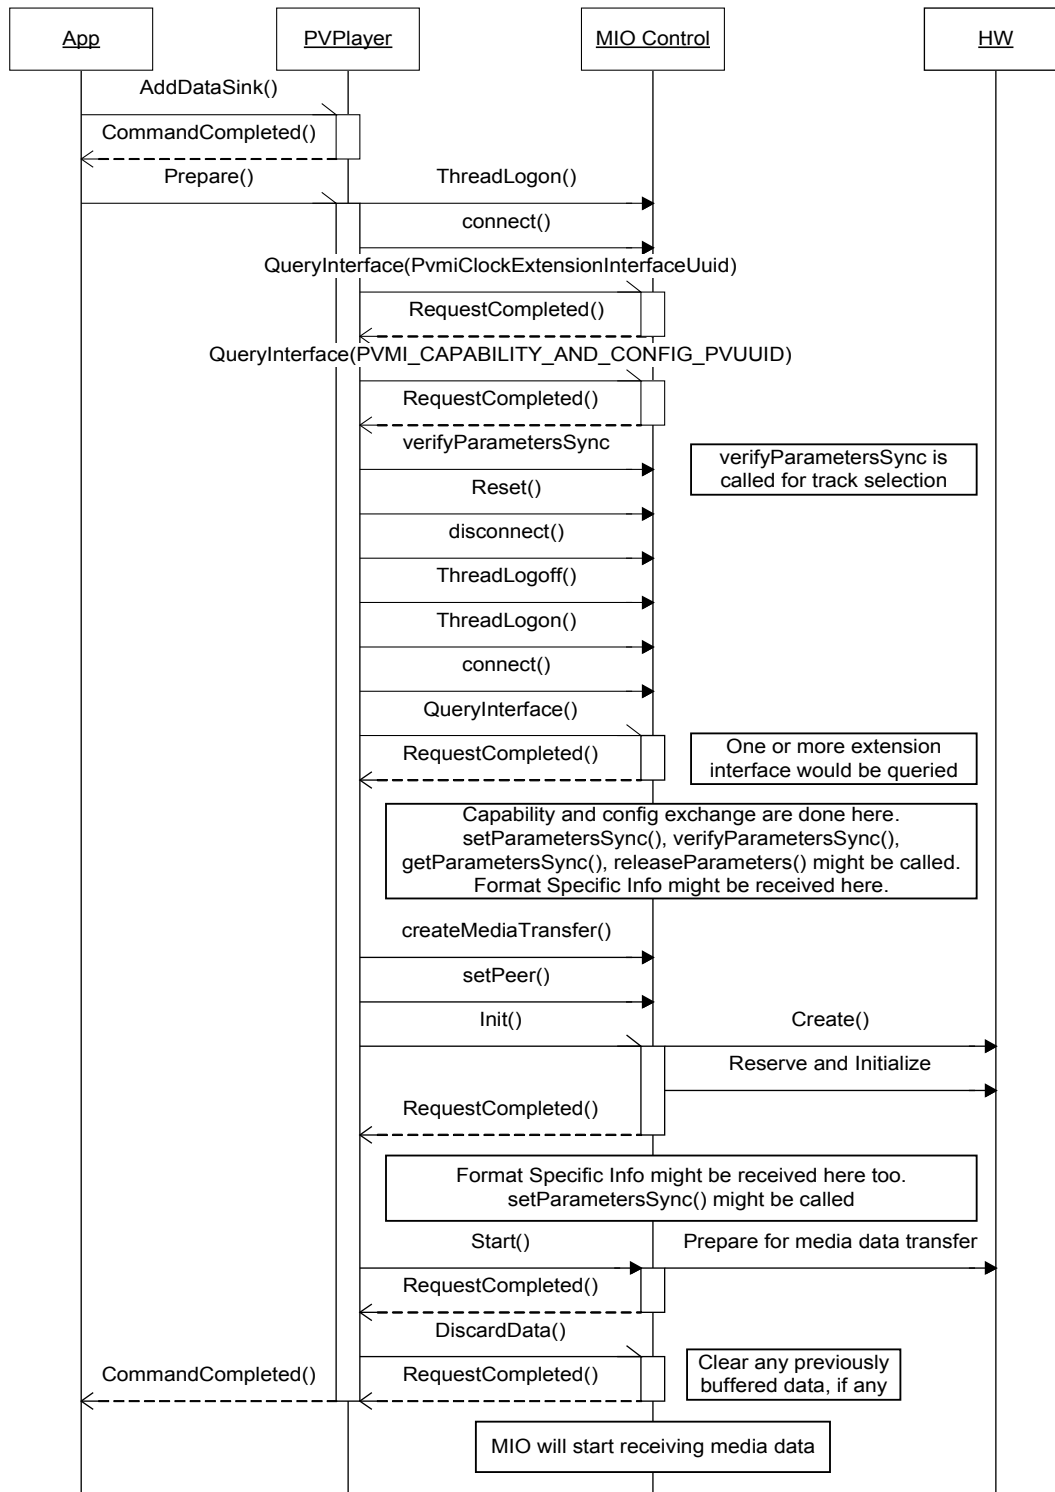 App
PVPlayer
MIO Control
HW
AddDataSink()
CommandCompleted()
Prepare()
ThreadLogon()
connect()
QueryInterface(PvmiClockExtensionInterfaceUuid)
RequestCompleted()
QueryInterface(PVMI_CAPABILITY_AND_CONFIG_PVUUID)
RequestCompleted()
verifyParametersSync
verifyParametersSync is
called for track selection
Reset()
disconnect()
ThreadLogoff()
ThreadLogon()
connect()
QueryInterface()
RequestCompleted()
One or more extension
interface would be queried
Capability and config exchange are done here.
setParametersSync(), verifyParametersSync(),
getParametersSync(), releaseParameters() might be called.
Format Specific Info might be received here.
createMediaTransfer()
setPeer()
Init()
Create()
Reserve and Initialize
RequestCompleted()
Format Specific Info might be received here too.
setParametersSync() might be called
Start()
Prepare for media data transfer
RequestCompleted()
DiscardData()
CommandCompleted()
RequestCompleted()
Clear any previously
buffered data, if any
MIO will start receiving media data